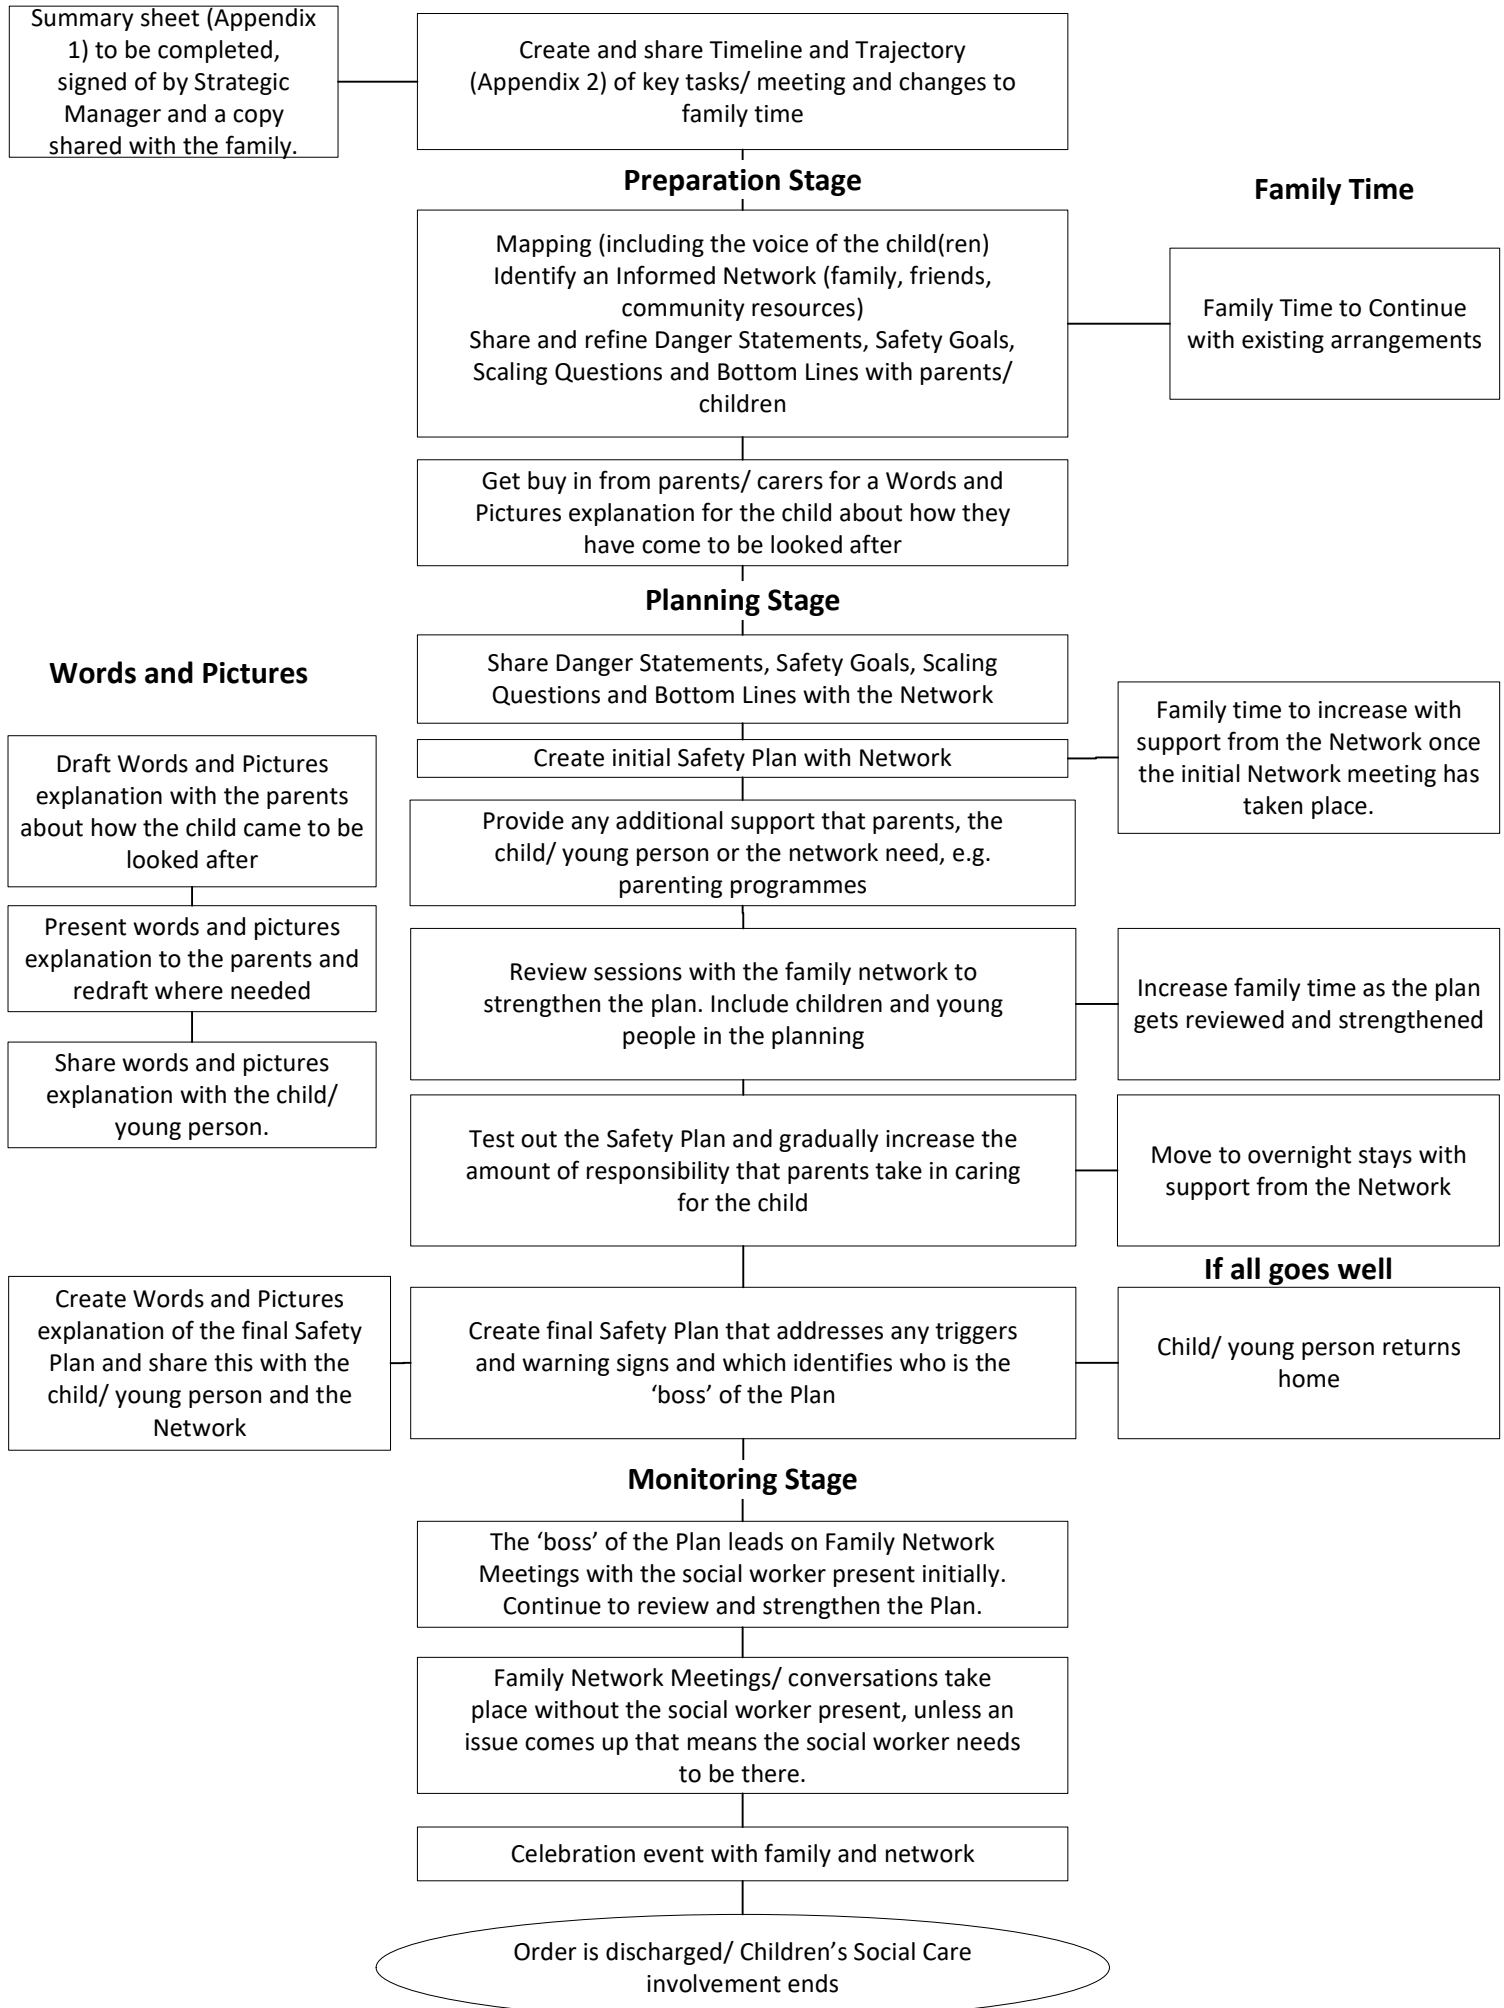 Summary sheet (Appendix
1) to be completed,
signed of by Strategic
Manager and a copy
shared with the family.
Create and share Timeline and Trajectory
(Appendix 2) of key tasks/ meeting and changes to
family time
Preparation Stage
Family Time
Mapping (including the voice of the child(ren)
Identify an Informed Network (family, friends,
community resources)
Share and refine Danger Statements, Safety Goals,
Scaling Questions and Bottom Lines with parents/
children
Family Time to Continue
with existing arrangements
Get buy in from parents/ carers for a Words and
Pictures explanation for the child about how they
have come to be looked after
Planning Stage
Words and Pictures
Share Danger Statements, Safety Goals, Scaling
Questions and Bottom Lines with the Network
Family time to increase with
support from the Network once
the initial Network meeting has
taken place.
Create initial Safety Plan with Network
Draft Words and Pictures
explanation with the parents
about how the child came to be
looked after
Provide any additional support that parents, the
child/ young person or the network need, e.g.
parenting programmes
Present words and pictures
explanation to the parents and
redraft where needed
Review sessions with the family network to
strengthen the plan. Include children and young
people in the planning
Increase family time as the plan
gets reviewed and strengthened
Share words and pictures
explanation with the child/
young person.
Test out the Safety Plan and gradually increase the
amount of responsibility that parents take in caring
for the child
Move to overnight stays with
support from the Network
If all goes well
Create Words and Pictures
explanation of the final Safety
Plan and share this with the
child/ young person and the
Network
Create final Safety Plan that addresses any triggers
and warning signs and which identifies who is the
‘boss’ of the Plan
Child/ young person returns
home
Monitoring Stage
The ‘boss’ of the Plan leads on Family Network
Meetings with the social worker present initially.
Continue to review and strengthen the Plan.
Family Network Meetings/ conversations take
place without the social worker present, unless an
issue comes up that means the social worker needs
to be there.
Celebration event with family and network
Order is discharged/ Children’s Social Care
involvement ends